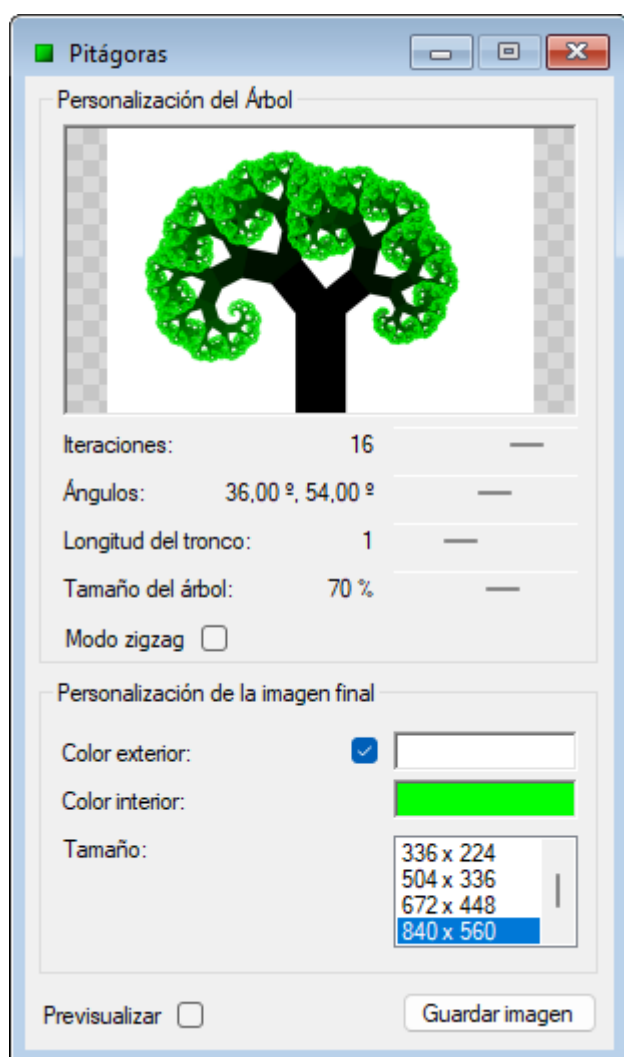 Pitágoras
Personalización del Árbol
Iteraciones: 16
Ángulos: 36,00 º, 54,00 º
Longitud del tronco: 1
Tamaño del árbol: 70 %
Modo zigzag
Personalización de la imagen final
Color exterior:
Color interior:
Tamaño:
336 x 224
504 x 336
672 x 448
840 x 560
Previsualizar
Guardar imagen